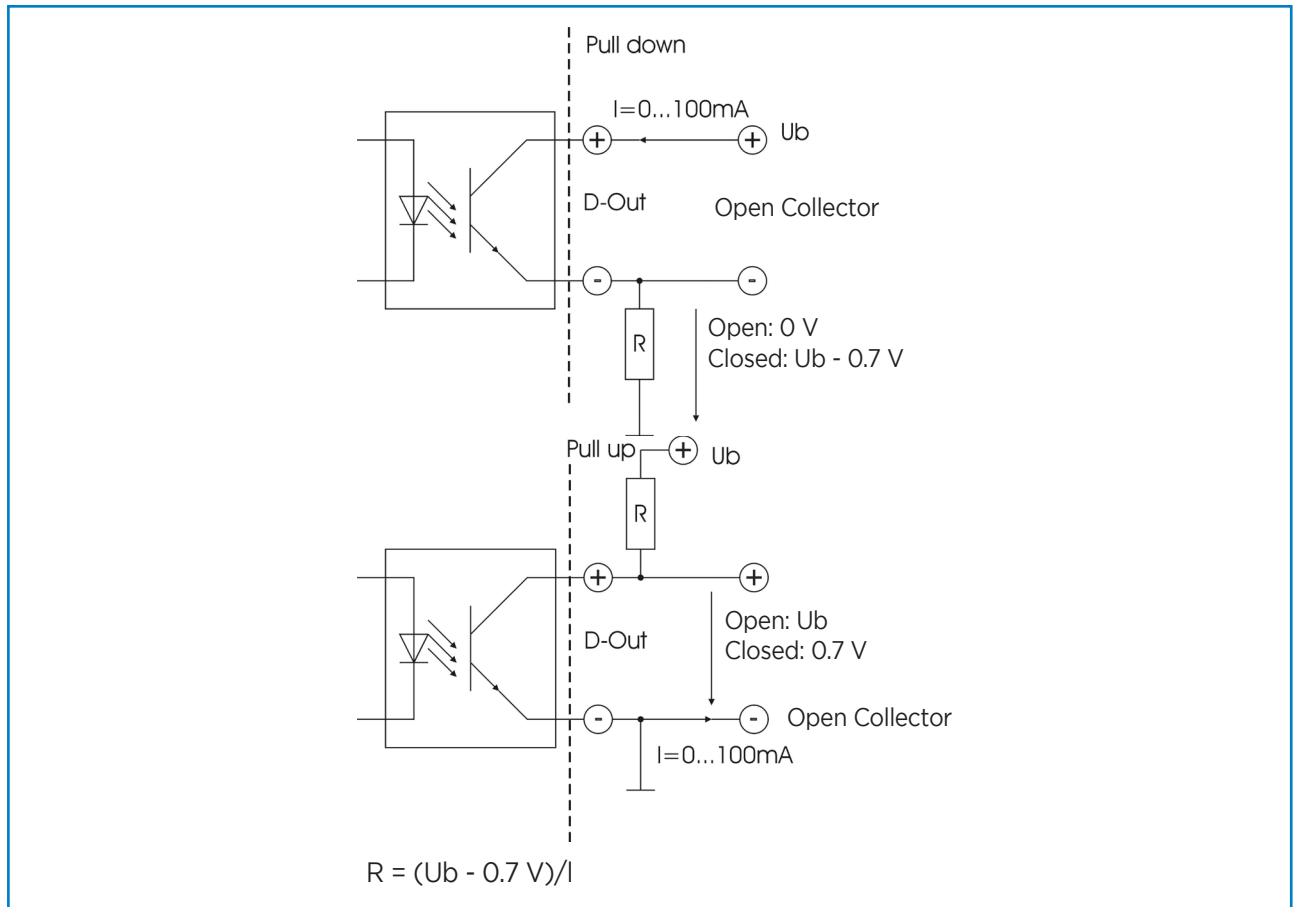 Pull down
I=0...100mA
+
+ Ub
D-Out
Open Collector
-
-
R
Open: 0 V
Closed: Ub - 0.7 V
Pull up
+ Ub
R
+
+
D-Out
Open: Ub
Closed: 0.7 V
-
- Open Collector
I=0...100mA
R = (Ub - 0.7 V)/I